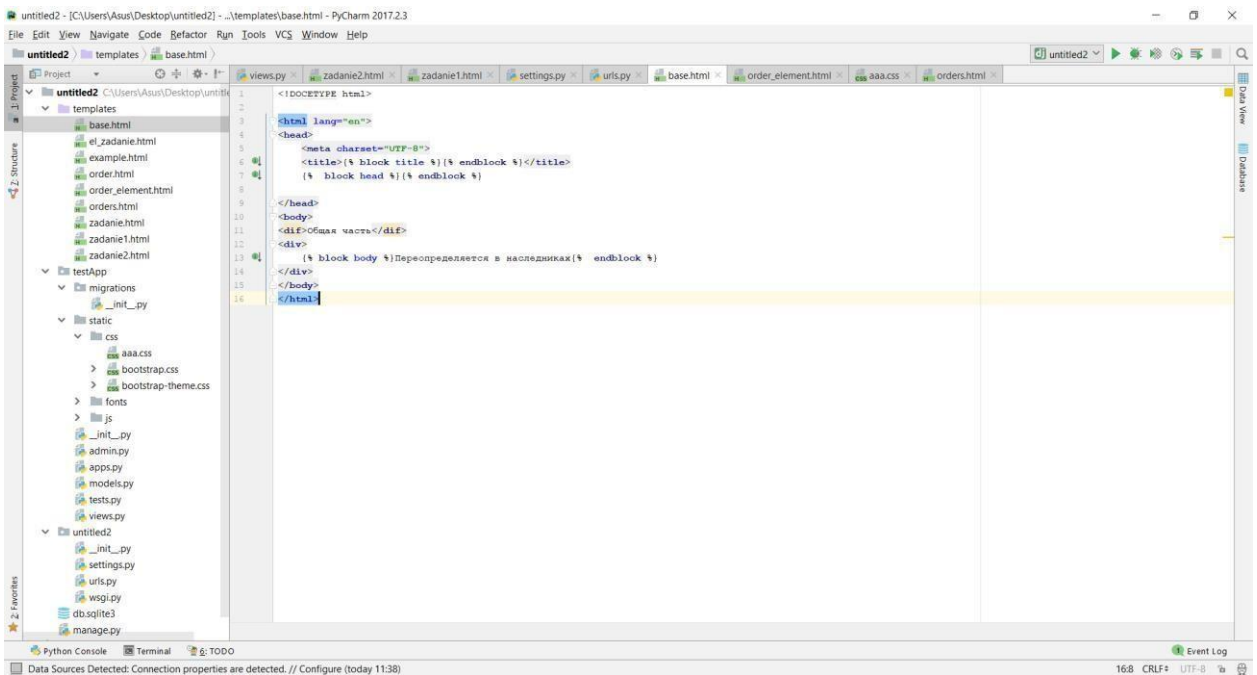 untitled2 - [C:\Users\Asus\Desktop\untitled2] - ...\templates\base.html - PyCharm 2017.2.3
File Edit View Navigate Code Refactor Run Tools VCS Window Help
untitled2 templates base.html untitled2
Project views.py zadanie2.html zadanie1.html settings.py urls.py base.html order_element.html aaa.css orders.html
1: Project
2: Structure
2: Favorites
Data View
Database
untitled2 C:\Users\Asus\Desktop\untitle
templates
base.html
el_zadanie.html
example.html
order.html
order_element.html
orders.html
zadanie.html
zadanie1.html
zadanie2.html
testApp
migrations
__init__.py
static
css
aaa.css
bootstrap.css
bootstrap-theme.css
fonts
js
__init__.py
admin.py
apps.py
models.py
tests.py
views.py
untitled2
__init__.py
settings.py
urls.py
wsgi.py
db.sqlite3
manage.py
1 <!DOCETYPE html>
2
3 <html lang="en">
4 <head>
5 <meta charset="UTF-8">
6 <title>{% block title %}{% endblock %}</title>
7 {% block head %}{% endblock %}
8
9 </head>
10 <body>
11 <dif>Общая часть</dif>
12 <div>
13 {% block body %}Переопределяется в наследниках{% endblock %}
14 </div>
15 </body>
16 </html>
Python Console Terminal 6: TODO 1 Event Log
Data Sources Detected: Connection properties are detected. // Configure (today 11:38) 16:8 CRLF UTF-8